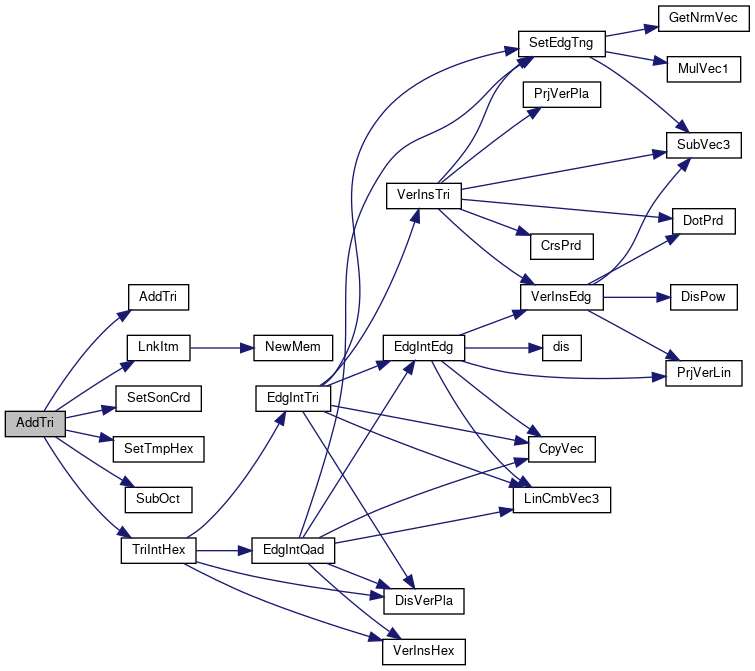 GetNrmVec
SetEdgTng
MulVec1
PrjVerPla
SubVec3
VerInsTri
DotPrd
CrsPrd
AddTri
VerInsEdg
DisPow
LnkItm
NewMem
EdgIntEdg
dis
PrjVerLin
SetSonCrd
EdgIntTri
AddTri
SetTmpHex
CpyVec
SubOct
LinCmbVec3
TriIntHex
EdgIntQad
DisVerPla
VerInsHex